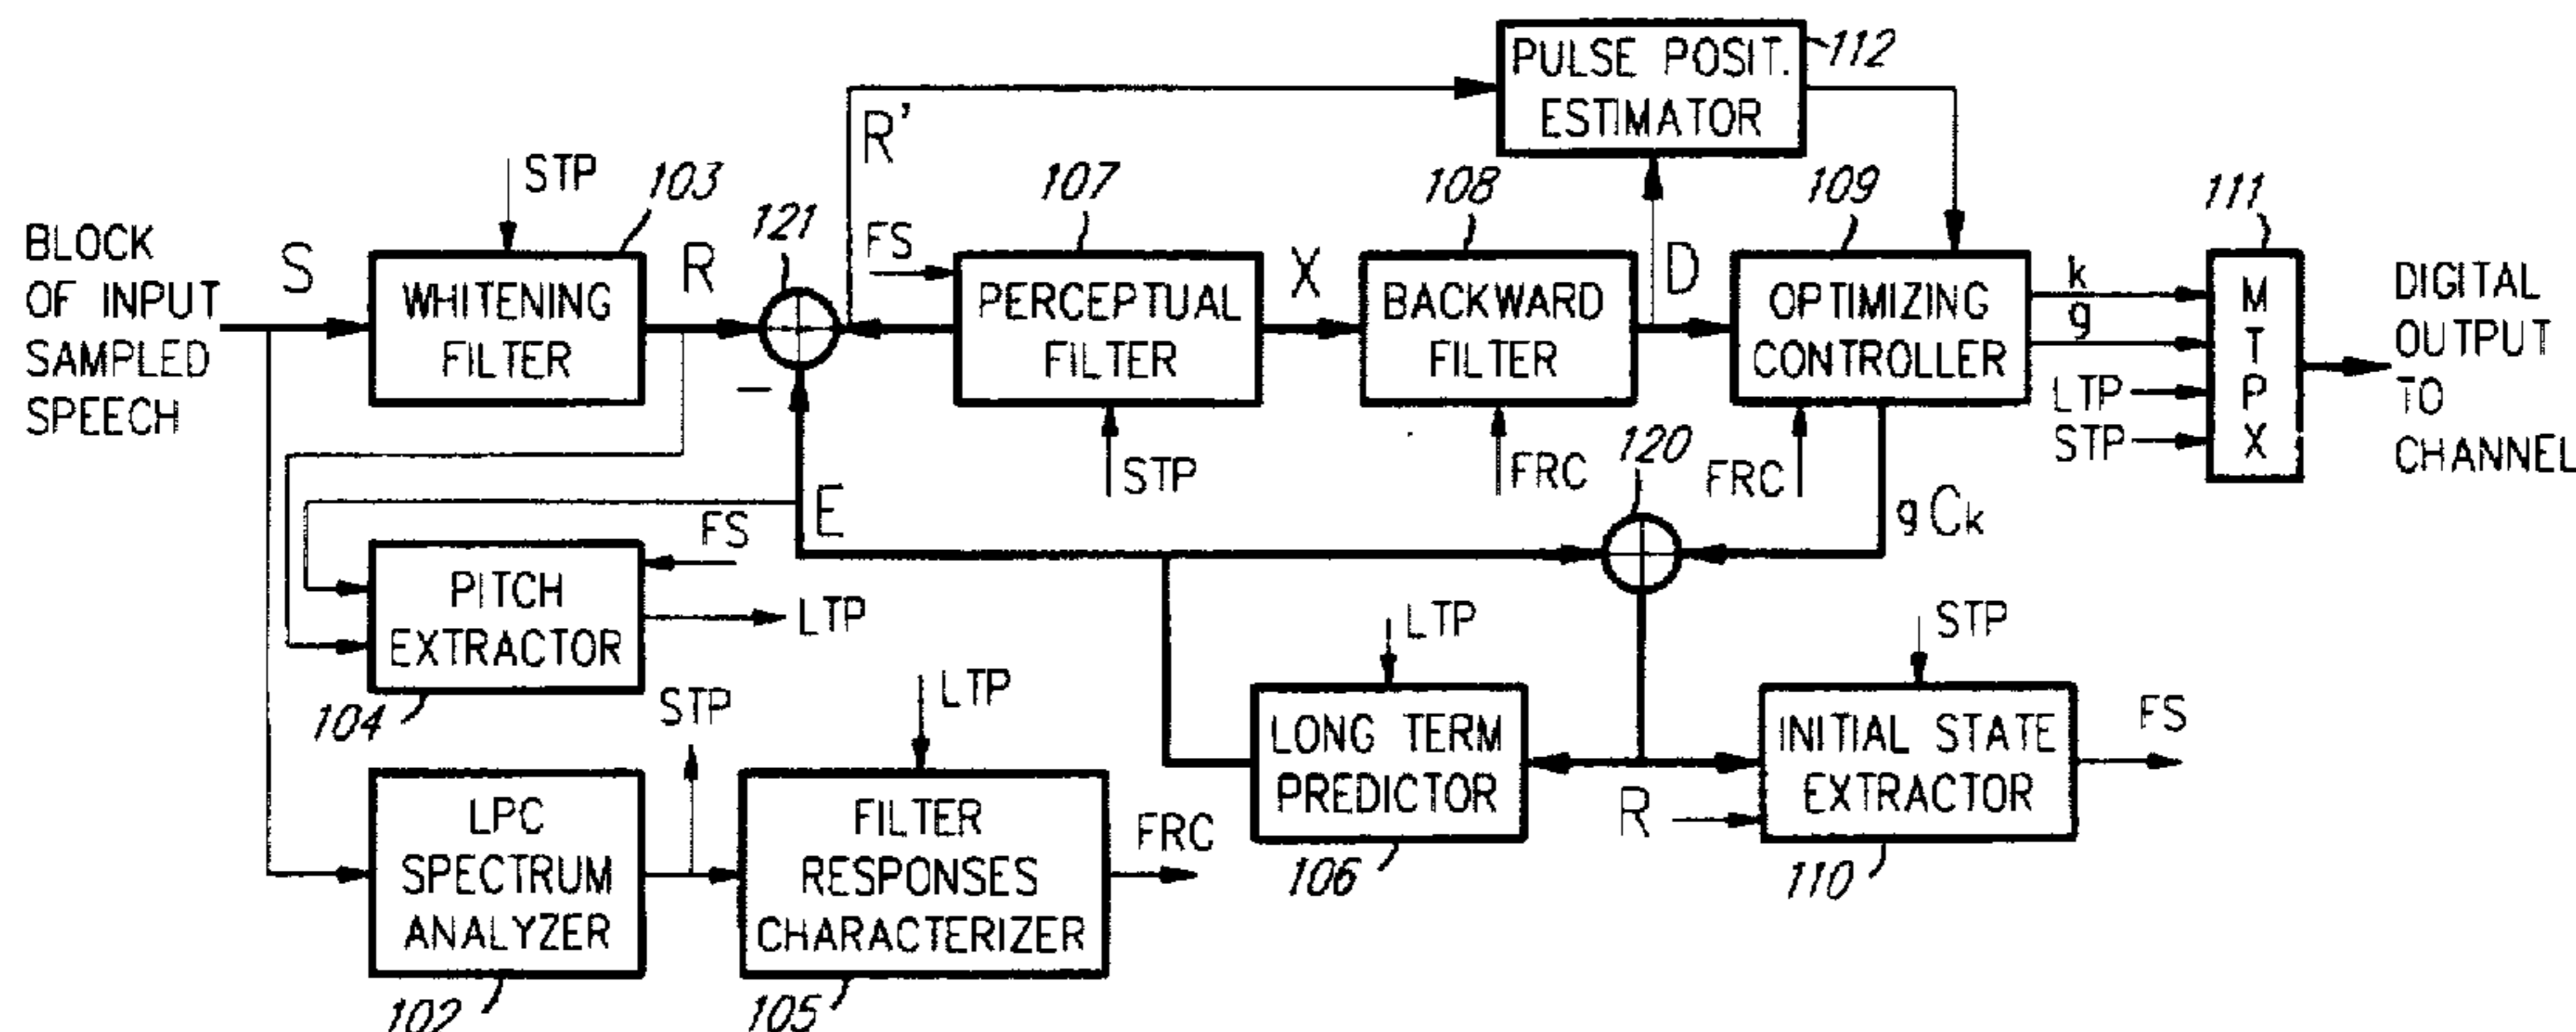 PULSE POSIT.
ESTIMATOR
112
R'
STP
103
121
107
108
109
111
BLOCK
OF INPUT
SAMPLED
SPEECH
S
WHITENING
FILTER
R
FS
PERCEPTUAL
FILTER
X
BACKWARD
FILTER
D
OPTIMIZING
CONTROLLER
k
g
LTP
STP
M
T
P
X
DIGITAL
OUTPUT
TO
CHANNEL
–
STP
FRC
FRC
120
E
gCk
FS
PITCH
EXTRACTOR
LTP
104
STP
LTP
LTP
STP
LONG TERM
PREDICTOR
106
R
INITIAL STATE
EXTRACTOR
110
FS
LPC
SPECTRUM
ANALYZER
102
FILTER
RESPONSES
CHARACTERIZER
105
FRC